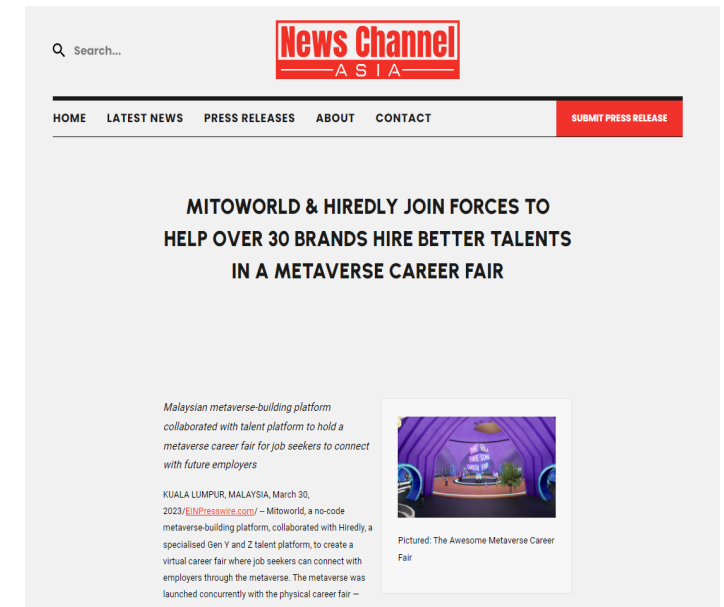 Search...
News Channel
ASIA
HOME LATEST NEWS PRESS RELEASES ABOUT CONTACT SUBMIT PRESS RELEASE
MITOWORLD & HIREDLY JOIN FORCES TO
HELP OVER 30 BRANDS HIRE BETTER TALENTS
IN A METAVERSE CAREER FAIR
Malaysian metaverse-building platform
collaborated with talent platform to hold a
metaverse career fair for job seekers to connect
with future employers
KUALA LUMPUR, MALAYSIA, March 30,
2023/EINPresswire.com/ -- Mitoworld, a no-code
metaverse-building platform, collaborated with Hiredly, a
specialised Gen Y and Z talent platform, to create a
virtual career fair where job seekers can connect with
employers through the metaverse. The metaverse was
launched concurrently with the physical career fair —
CAREER FAIR
Pictured: The Awesome Metaverse Career
Fair